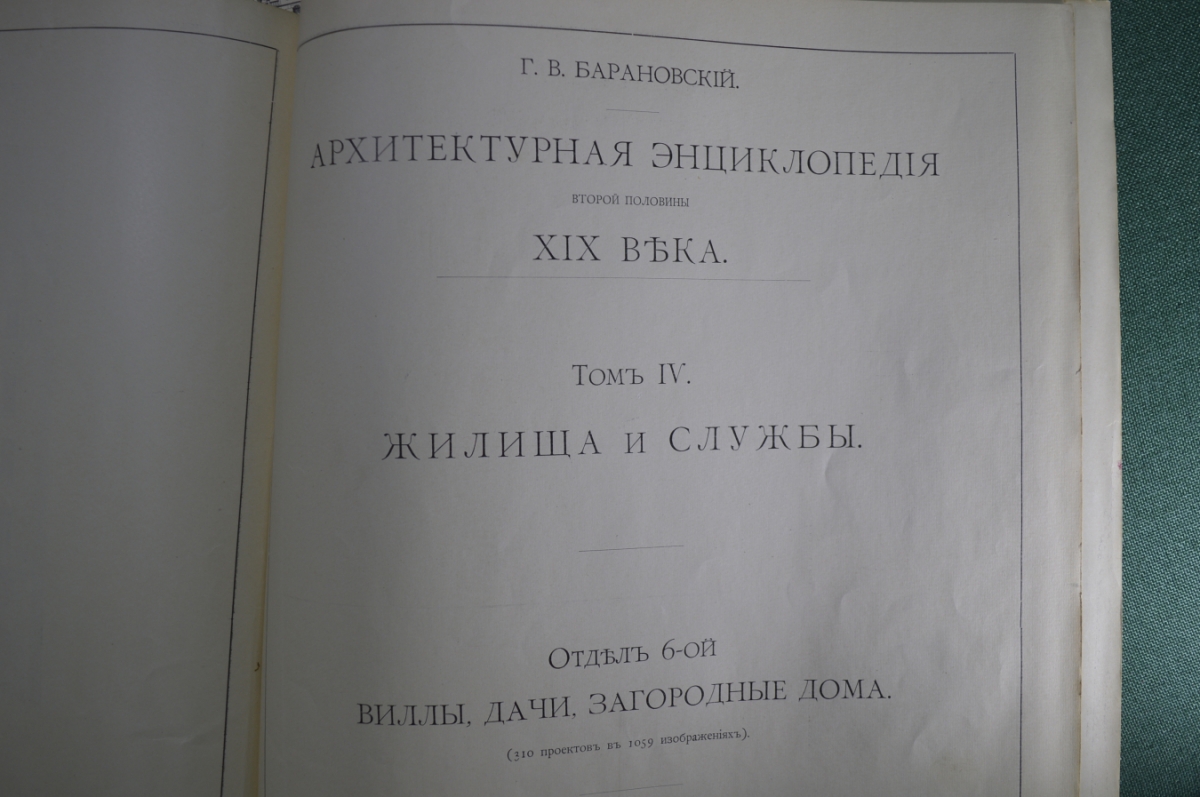 Г. В. БАРАНОВСКІЙ.
АРХИТЕКТУРНАЯ ЭНЦИКЛОПЕДІЯ
ВТОРОЙ ПОЛОВИНЫ
XIX ВѢКА.
Томъ IV.
ЖИЛИЩА и СЛУЖБЫ.
Отдѣлъ 6-ой
ВИЛЛЫ, ДАЧИ, ЗАГОРОДНЫЕ ДОМА.
(310 проектовъ въ 1059 изображеніяхъ).